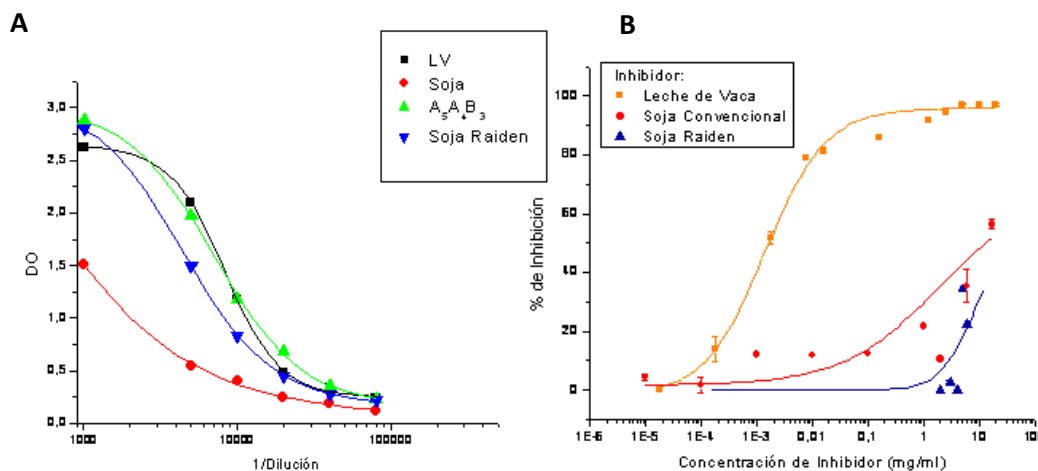 A
LV
Soja
A₅A₄B₃
Soja Raiden
3,0
2,5
2,0
1,5
1,0
0,5
0,0
DO
1000
10000
100000
1/Dilución
B
Inhibidor:
Leche de Vaca
Soja Convencional
Soja Raiden
100
80
60
40
20
0
% de Inhibición
1E-6
1E-5
1E-4
1E-3
0,01
0,1
1
10
100
Concentración de Inhibidor (mg/ml)